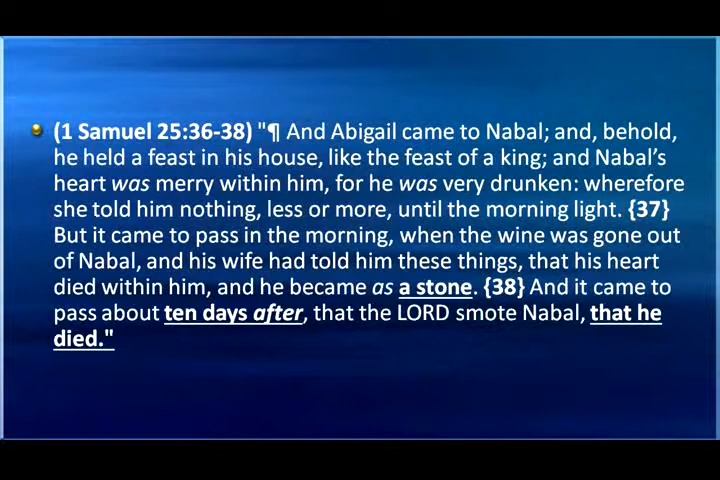 (1 Samuel 25:36-38) "¶ And Abigail came to Nabal; and, behold,
he held a feast in his house, like the feast of a king; and Nabal's
heart was merry within him, for he was very drunken: wherefore
she told him nothing, less or more, until the morning light. {37}
But it came to pass in the morning, when the wine was gone out
of Nabal, and his wife had told him these things, that his heart
died within him, and he became as a stone. {38} And it came to
pass about ten days after, that the LORD smote Nabal, that he
died."